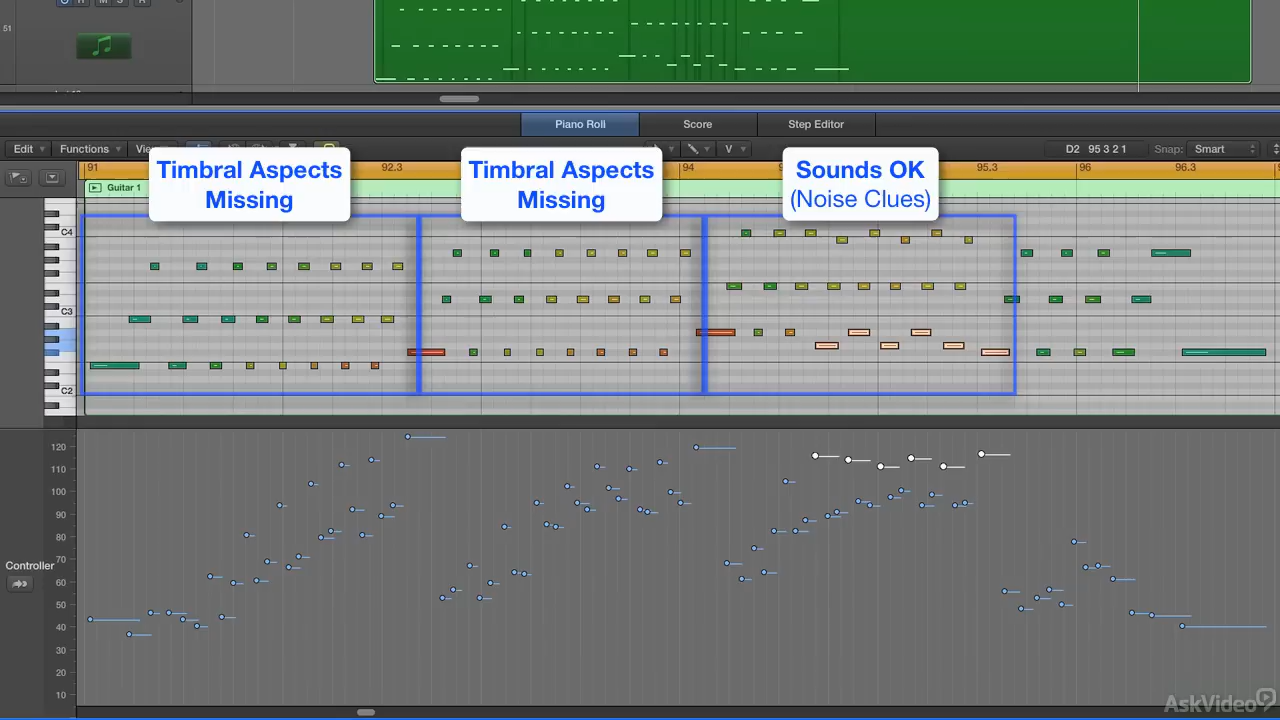 51
Piano Roll
Score
Step Editor
Edit
Functions
V
D2 95 3 2 1
Snap:
Smart
91
92.3
94
95.3
96
96.3
Guitar 1
Timbral Aspects
Missing
Timbral Aspects
Missing
Sounds OK
(Noise Clues)
C4
C3
C2
120
110
100
90
80
70
60
50
40
30
20
10
Controller
AskVideo